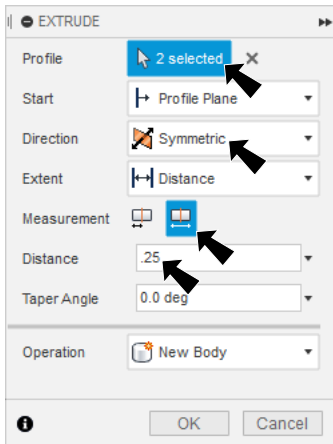 EXTRUDE
Profile 2 selected
Start Profile Plane
Direction Symmetric
Extent Distance
Measurement
Distance .25
Taper Angle 0.0 deg
Operation New Body
OK Cancel